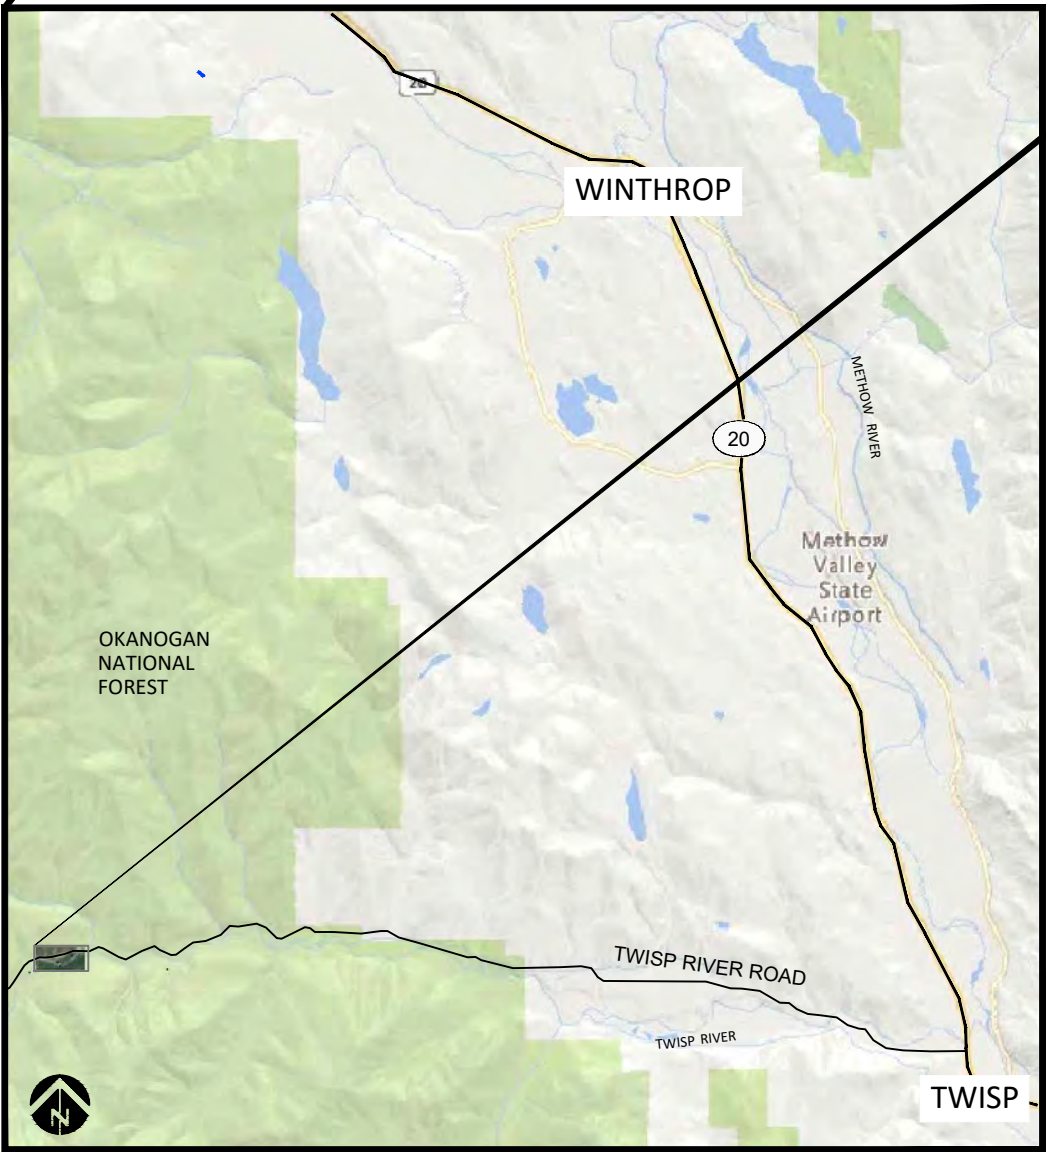 20
WINTHROP
METHOW RIVER
20
Methow
Valley
State
Airport
OKANOGAN
NATIONAL
FOREST
TWISP RIVER ROAD
TWISP RIVER
TWISP
N